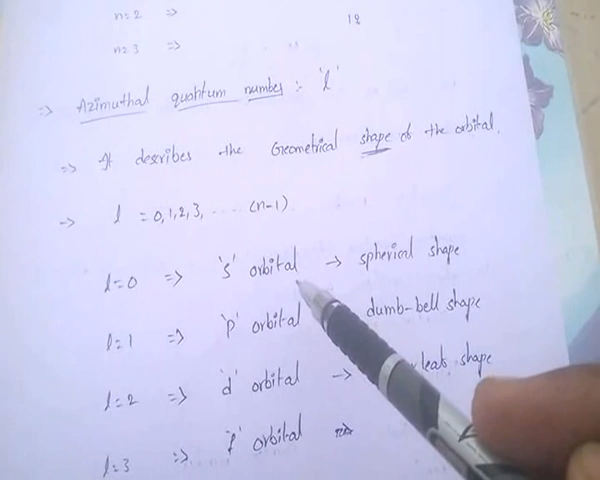 n=2 ⇒
12
n=3 ⇒
⇒ Azimuthal quantum number :- 'l'
⇒ It describes the Geometrical shape of the orbital.
→ l = 0,1,2,3, ..... (n-1)
l=0 ⇒ 's' orbital → spherical shape
l=1 ⇒ 'p' orbital dumb-bell shape
l=2 ⇒ 'd' orbital → leaf shape
l=3 ⇒ 'f' orbital ⇒